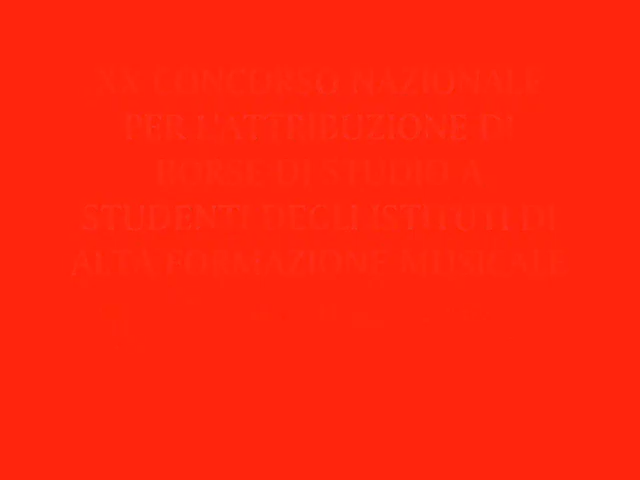 XX CONCORSO NAZIONALE
PER L'ATTRIBUZIONE DI
BORSE DI STUDIO A
STUDENTI DEGLI ISTITUTI DI
ALTA FORMAZIONE MUSICALE